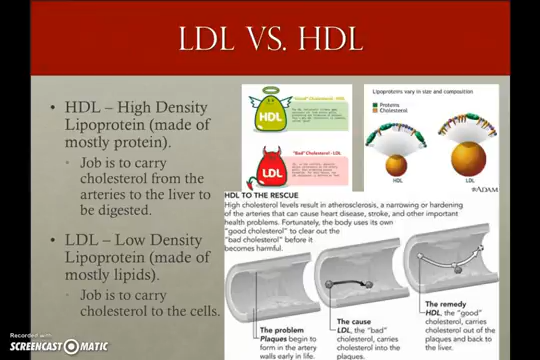 LDL VS. HDL
• HDL – High Density
Lipoprotein (made of
mostly protein).
• Job is to carry
cholesterol from the
arteries to the liver to
be digested.
• LDL – Low Density
Lipoprotein (made of
mostly lipids).
• Job is to carry
cholesterol to the cells.
"Good" Cholesterol - HDL
HDL
"Bad" Cholesterol - LDL
LDL
Lipoproteins vary in size and composition
Proteins
Cholesterol
HDL
LDL
ADAM
HDL TO THE RESCUE
High cholesterol levels result in atherosclerosis, a narrowing or hardening
of the arteries that can cause heart disease, stroke, and other important
health problems. Fortunately, the body uses its own
"good cholesterol" to clear out the
"bad cholesterol" before it
becomes harmful.
The problem
Plaques begin to
form in the artery
walls early in life.
The cause
LDL, the "bad"
cholesterol, carries
cholesterol into the
plaques.
The remedy
HDL, the "good"
cholesterol, carries
cholesterol out of the
plaques and back to
the liver.
Recorded with
SCREENCAST-O-MATIC